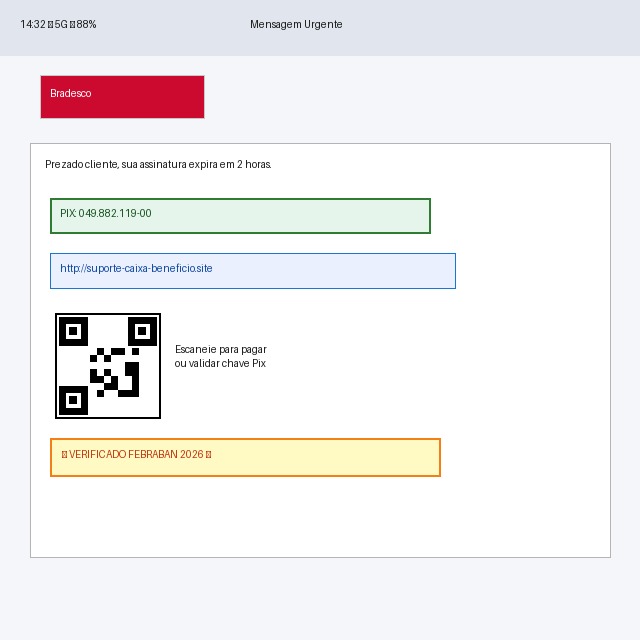 14:32 5G 88%
Mensagem Urgente
Bradesco
Prezado cliente, sua assinatura expira em 2 horas.
PIX: 049.882.119-00
http://suporte-caixa-beneficio.site
Escaneie para pagar
ou validar chave Pix
VERIFICADO FEBRABAN 2026